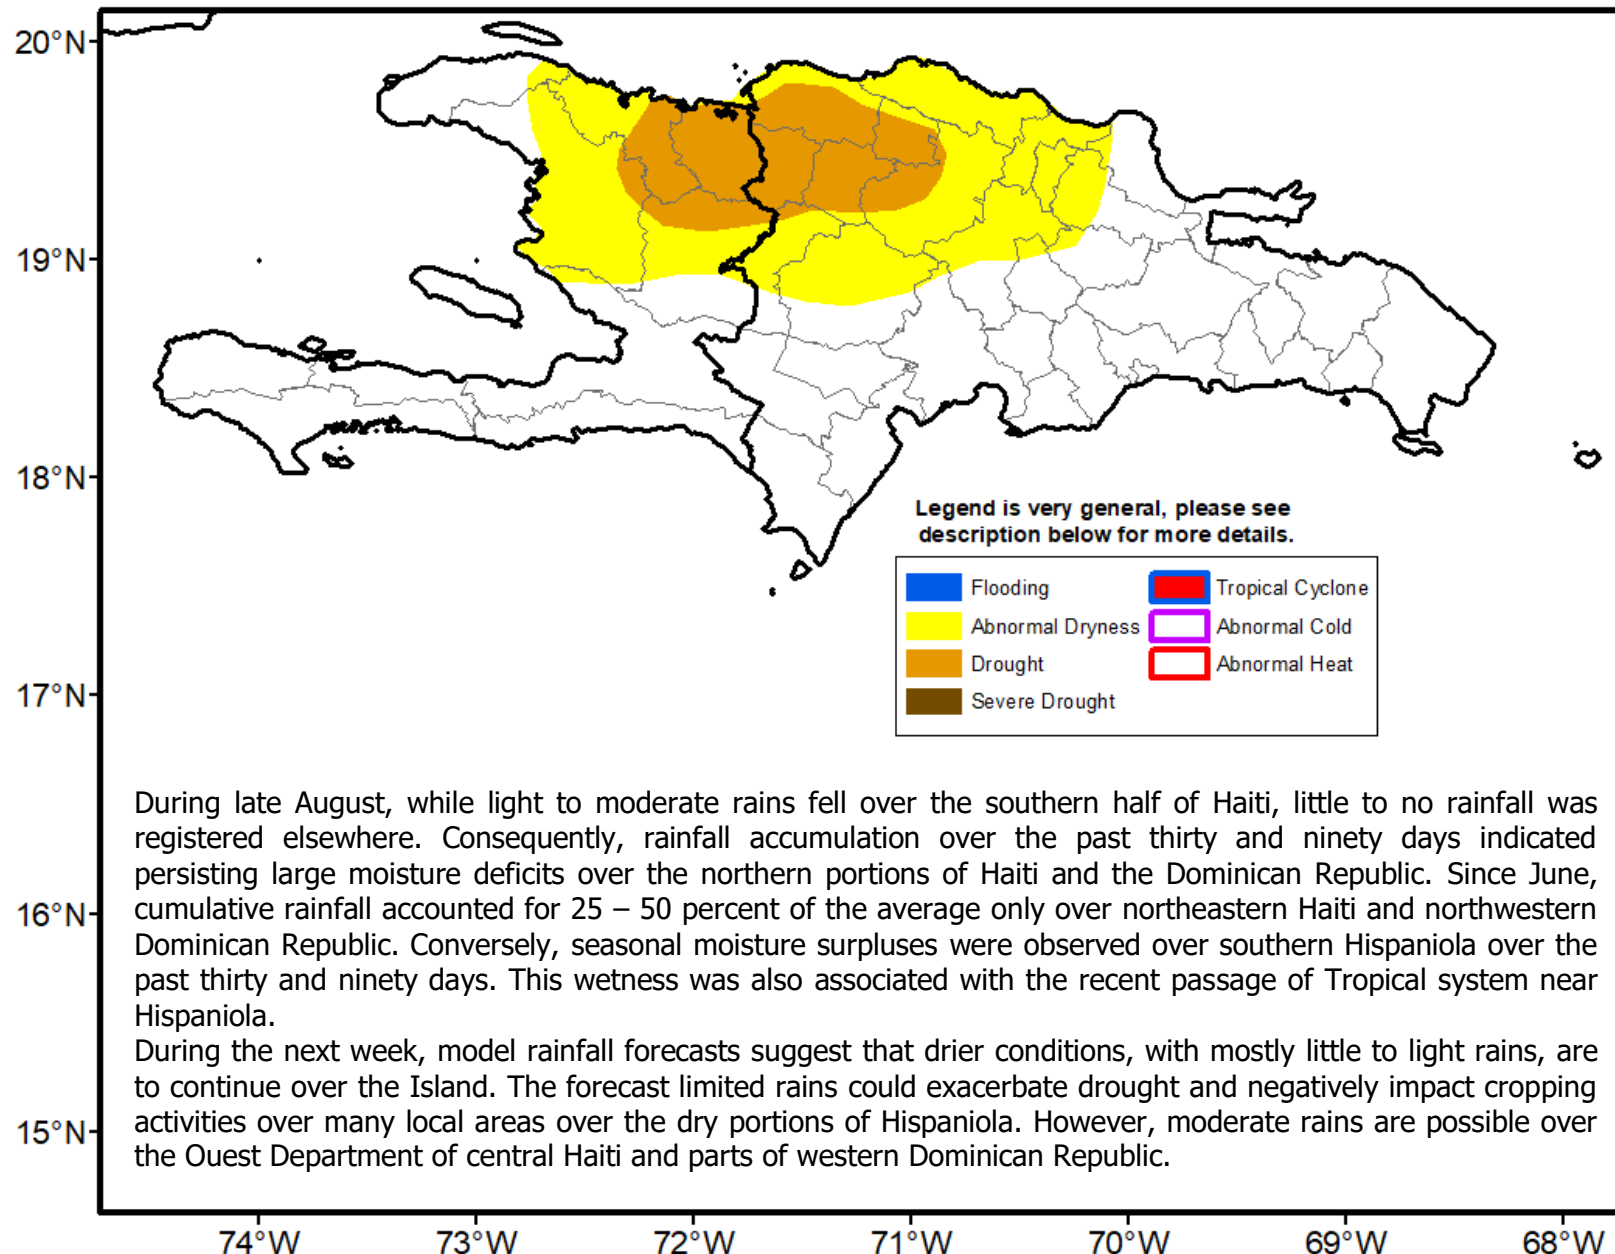 20°N
19°N
18°N
17°N
16°N
15°N
Legend is very general, please see
description below for more details.
Flooding
Tropical Cyclone
Abnormal Dryness
Abnormal Cold
Drought
Abnormal Heat
Severe Drought
During late August, while light to moderate rains fell over the southern half of Haiti, little to no rainfall was
registered elsewhere. Consequently, rainfall accumulation over the past thirty and ninety days indicated
persisting large moisture deficits over the northern portions of Haiti and the Dominican Republic. Since June,
cumulative rainfall accounted for 25 – 50 percent of the average only over northeastern Haiti and northwestern
Dominican Republic. Conversely, seasonal moisture surpluses were observed over southern Hispaniola over the
past thirty and ninety days. This wetness was also associated with the recent passage of Tropical system near
Hispaniola.
During the next week, model rainfall forecasts suggest that drier conditions, with mostly little to light rains, are
to continue over the Island. The forecast limited rains could exacerbate drought and negatively impact cropping
activities over many local areas over the dry portions of Hispaniola. However, moderate rains are possible over
the Ouest Department of central Haiti and parts of western Dominican Republic.
74°W 73°W 72°W 71°W 70°W 69°W 68°W